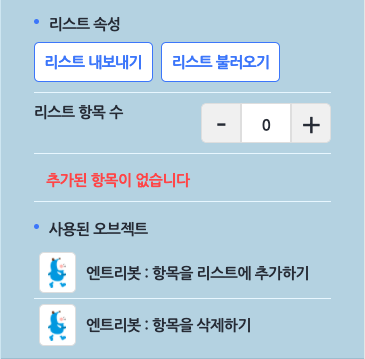 리스트 속성
리스트 내보내기 리스트 불러오기
리스트 항목 수 - 0 +
추가된 항목이 없습니다
사용된 오브젝트
엔트리봇 : 항목을 리스트에 추가하기
엔트리봇 : 항목을 삭제하기